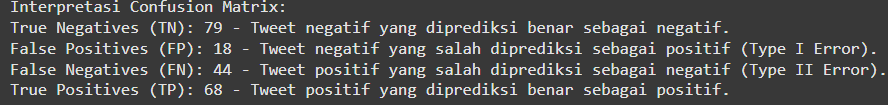 Interpretasi Confusion Matrix:
True Negatives (TN): 79 - Tweet negatif yang diprediksi benar sebagai negatif.
False Positives (FP): 18 - Tweet negatif yang salah diprediksi sebagai positif (Type I Error).
False Negatives (FN): 44 - Tweet positif yang salah diprediksi sebagai negatif (Type II Error).
True Positives (TP): 68 - Tweet positif yang diprediksi benar sebagai positif.